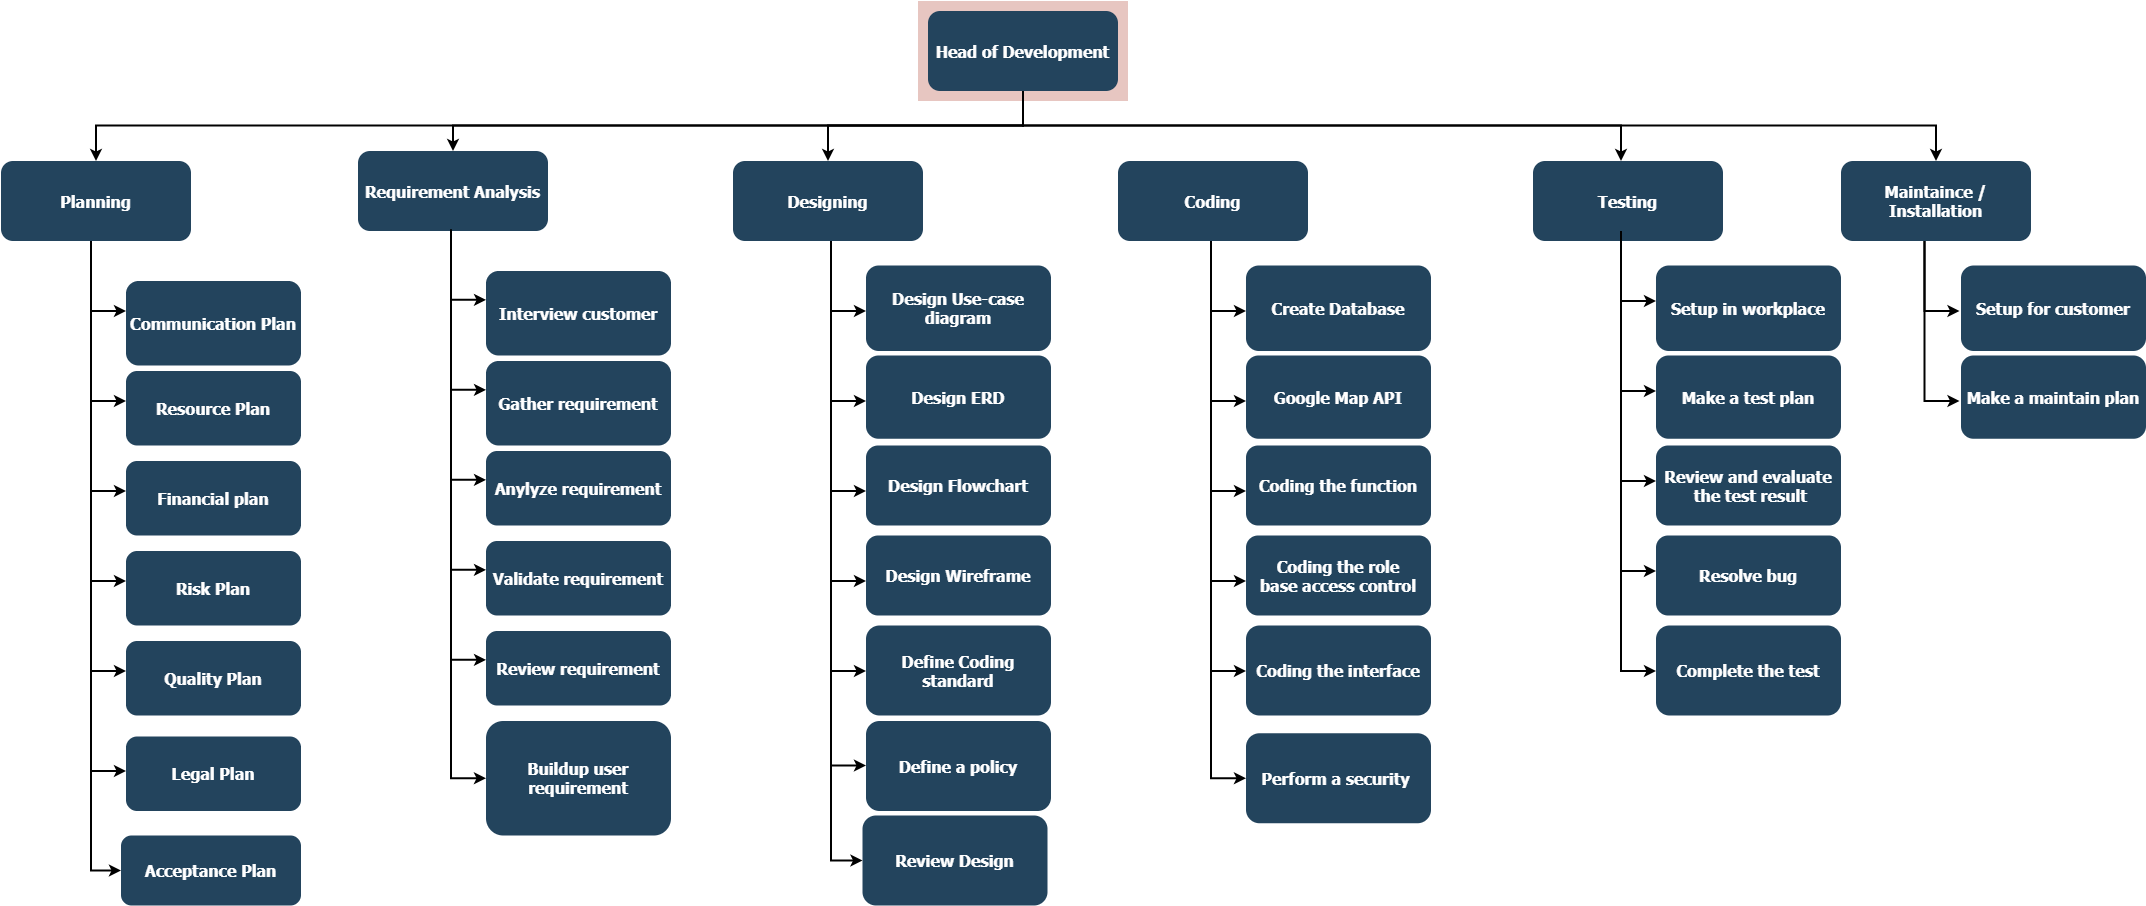 Head of Development
Planning
Requirement Analysis
Designing
Coding
Testing
Maintaince /
Installation
Communication Plan
Resource Plan
Financial plan
Risk Plan
Quality Plan
Legal Plan
Acceptance Plan
Interview customer
Gather requirement
Anylyze requirement
Validate requirement
Review requirement
Buildup user
requirement
Design Use-case
diagram
Design ERD
Design Flowchart
Design Wireframe
Define Coding
standard
Define a policy
Review Design
Create Database
Google Map API
Coding the function
Coding the role
base access control
Coding the interface
Perform a security
Setup in workplace
Make a test plan
Review and evaluate
the test result
Resolve bug
Complete the test
Setup for customer
Make a maintain plan